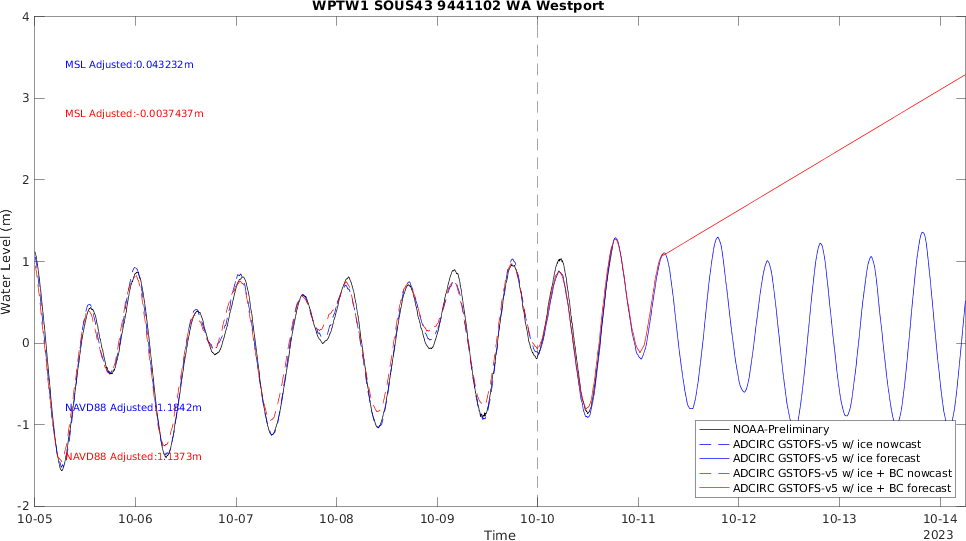 WPTW1 SOUS43 9441102 WA Westport
4
MSL Adjusted:0.043232m
3
MSL Adjusted:-0.0037437m
2
1
Water Level (m)
0
NAVD88 Adjusted:1.1842m
-1
NAVD88 Adjusted:1.1373m
-2
NOAA-Preliminary
ADCIRC GSTOFS-v5 w/ ice nowcast
ADCIRC GSTOFS-v5 w/ ice forecast
ADCIRC GSTOFS-v5 w/ ice + BC nowcast
ADCIRC GSTOFS-v5 w/ ice + BC forecast
10-05 10-06 10-07 10-08 10-09 10-10 10-11 10-12 10-13 10-14
2023
Time